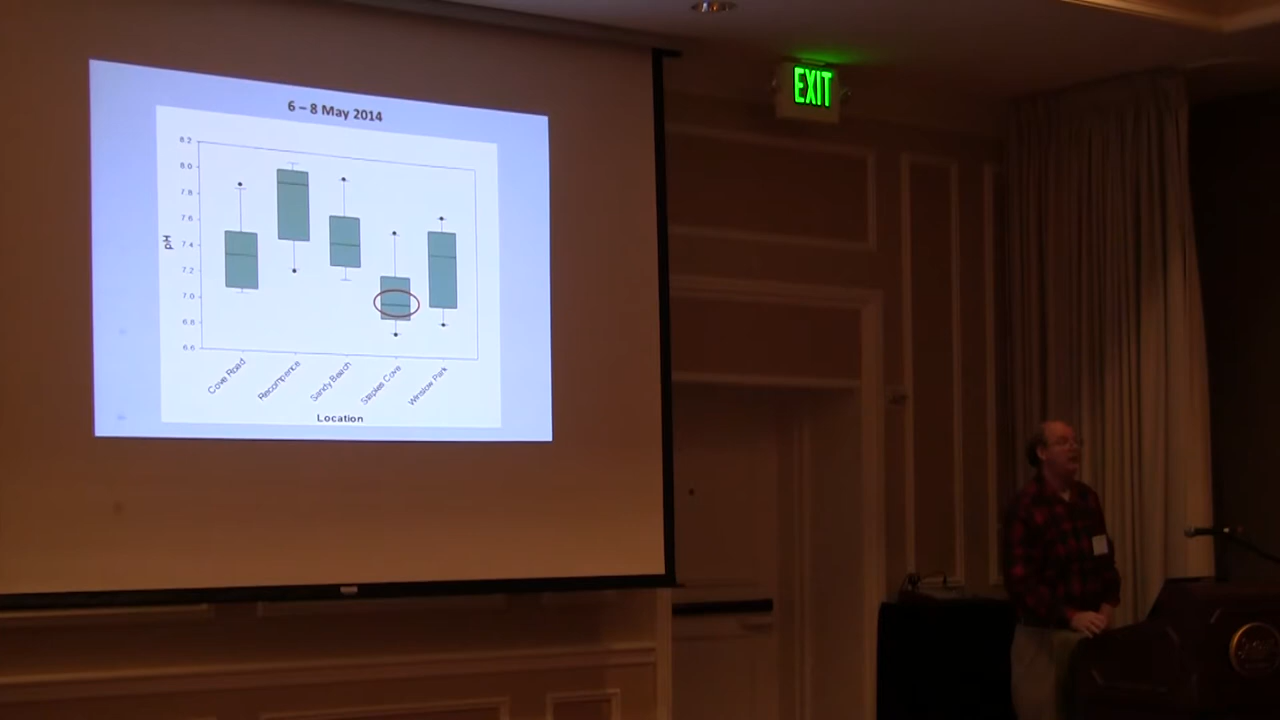 6 – 8 May 2014
8.2
8.0
7.8
7.6
7.4
7.2
7.0
6.8
6.6
pH
Cove Road
Recompence
Sandy Beach
Staples Cove
Winslow Park
Location
EXIT